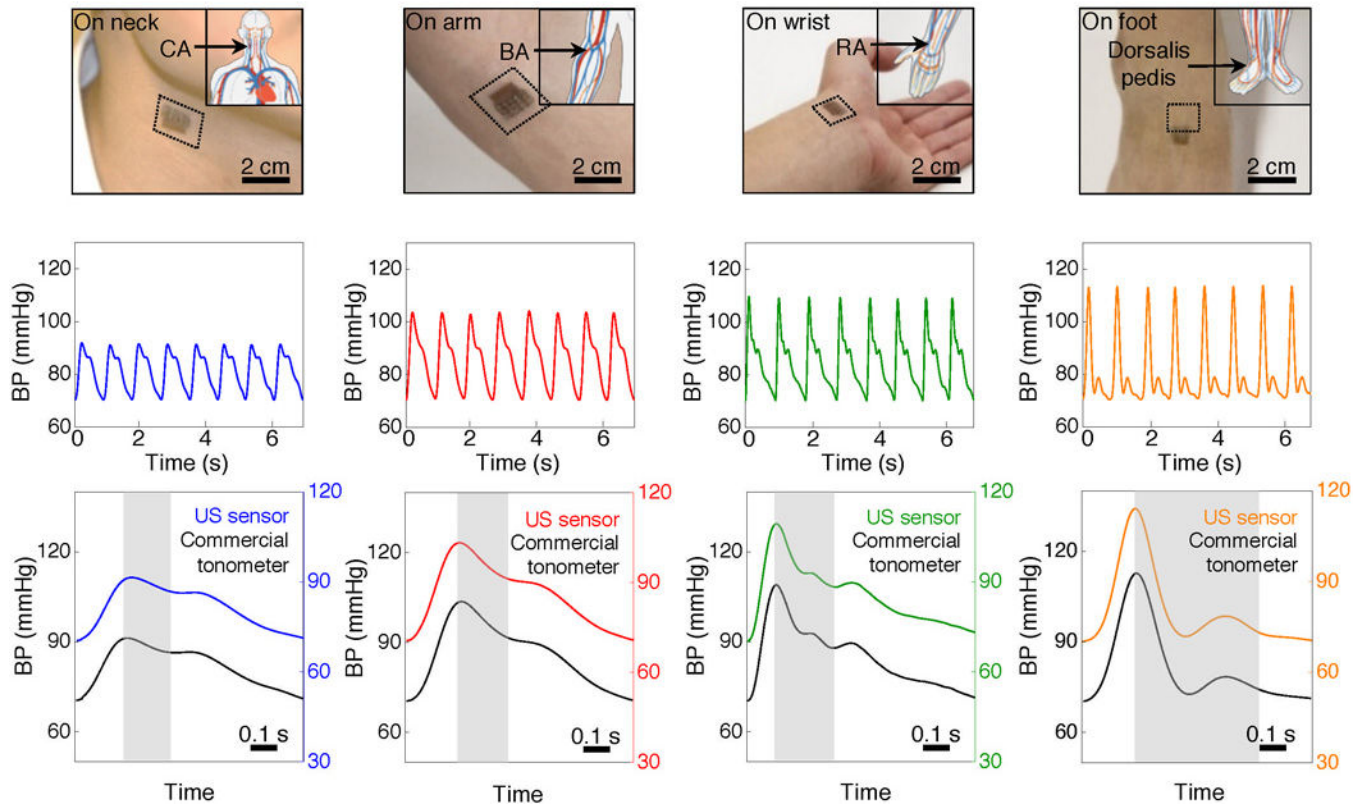 On neck
CA
2 cm
On arm
BA
2 cm
On wrist
RA
2 cm
On foot
Dorsalis
pedis
2 cm
BP (mmHg)
120
100
80
60
0 2 4 6
Time (s)
BP (mmHg)
120
100
80
60
0 2 4 6
Time (s)
BP (mmHg)
120
100
80
60
0 2 4 6
Time (s)
BP (mmHg)
120
100
80
60
0 2 4 6
Time (s)
BP (mmHg)
120
90
60
US sensor
Commercial
tonometer
0.1 s
120
90
60
30
Time
BP (mmHg)
120
90
60
US sensor
Commercial
tonometer
0.1 s
120
90
60
30
Time
BP (mmHg)
120
90
60
US sensor
Commercial
tonometer
0.1 s
120
90
60
30
Time
BP (mmHg)
120
90
60
US sensor
Commercial
tonometer
0.1 s
120
90
60
30
Time